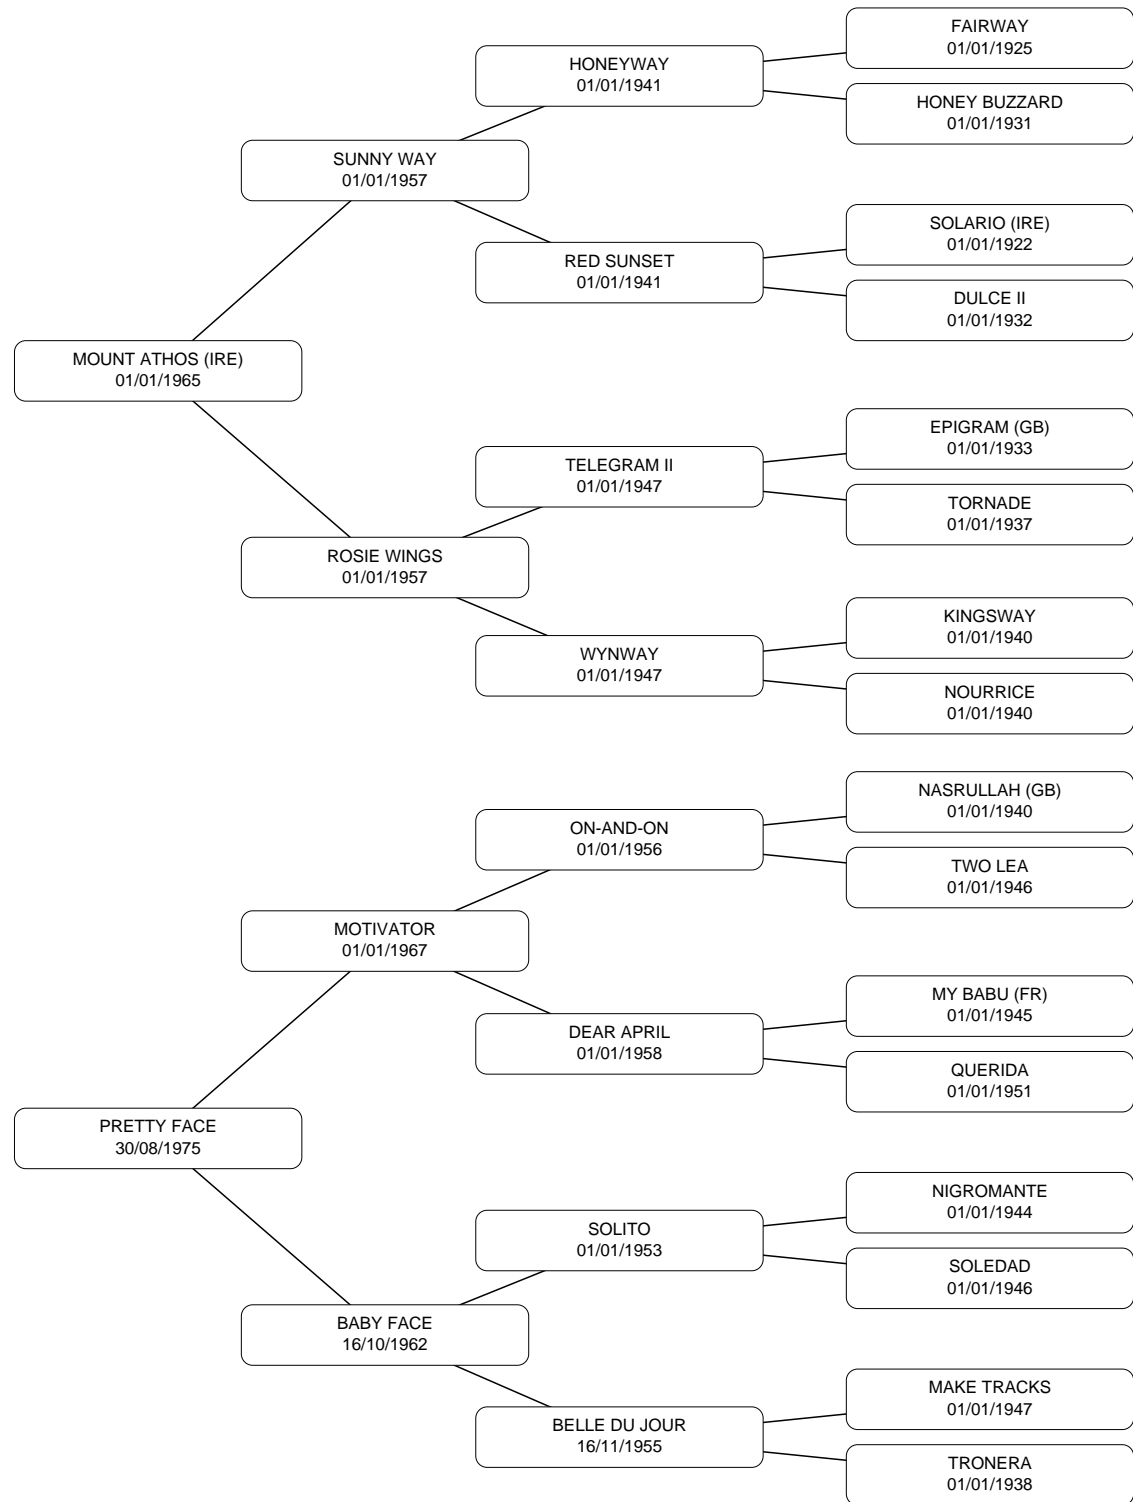 FAIRWAY
01/01/1925
HONEYWAY
01/01/1941
HONEY BUZZARD
01/01/1931
SUNNY WAY
01/01/1957
SOLARIO (IRE)
01/01/1922
RED SUNSET
01/01/1941
DULCE II
01/01/1932
MOUNT ATHOS (IRE)
01/01/1965
EPIGRAM (GB)
01/01/1933
TELEGRAM II
01/01/1947
TORNADE
01/01/1937
ROSIE WINGS
01/01/1957
KINGSWAY
01/01/1940
WYNWAY
01/01/1947
NOURRICE
01/01/1940
NASRULLAH (GB)
01/01/1940
ON-AND-ON
01/01/1956
TWO LEA
01/01/1946
MOTIVATOR
01/01/1967
MY BABU (FR)
01/01/1945
DEAR APRIL
01/01/1958
QUERIDA
01/01/1951
PRETTY FACE
30/08/1975
NIGROMANTE
01/01/1944
SOLITO
01/01/1953
SOLEDAD
01/01/1946
BABY FACE
16/10/1962
MAKE TRACKS
01/01/1947
BELLE DU JOUR
16/11/1955
TRONERA
01/01/1938